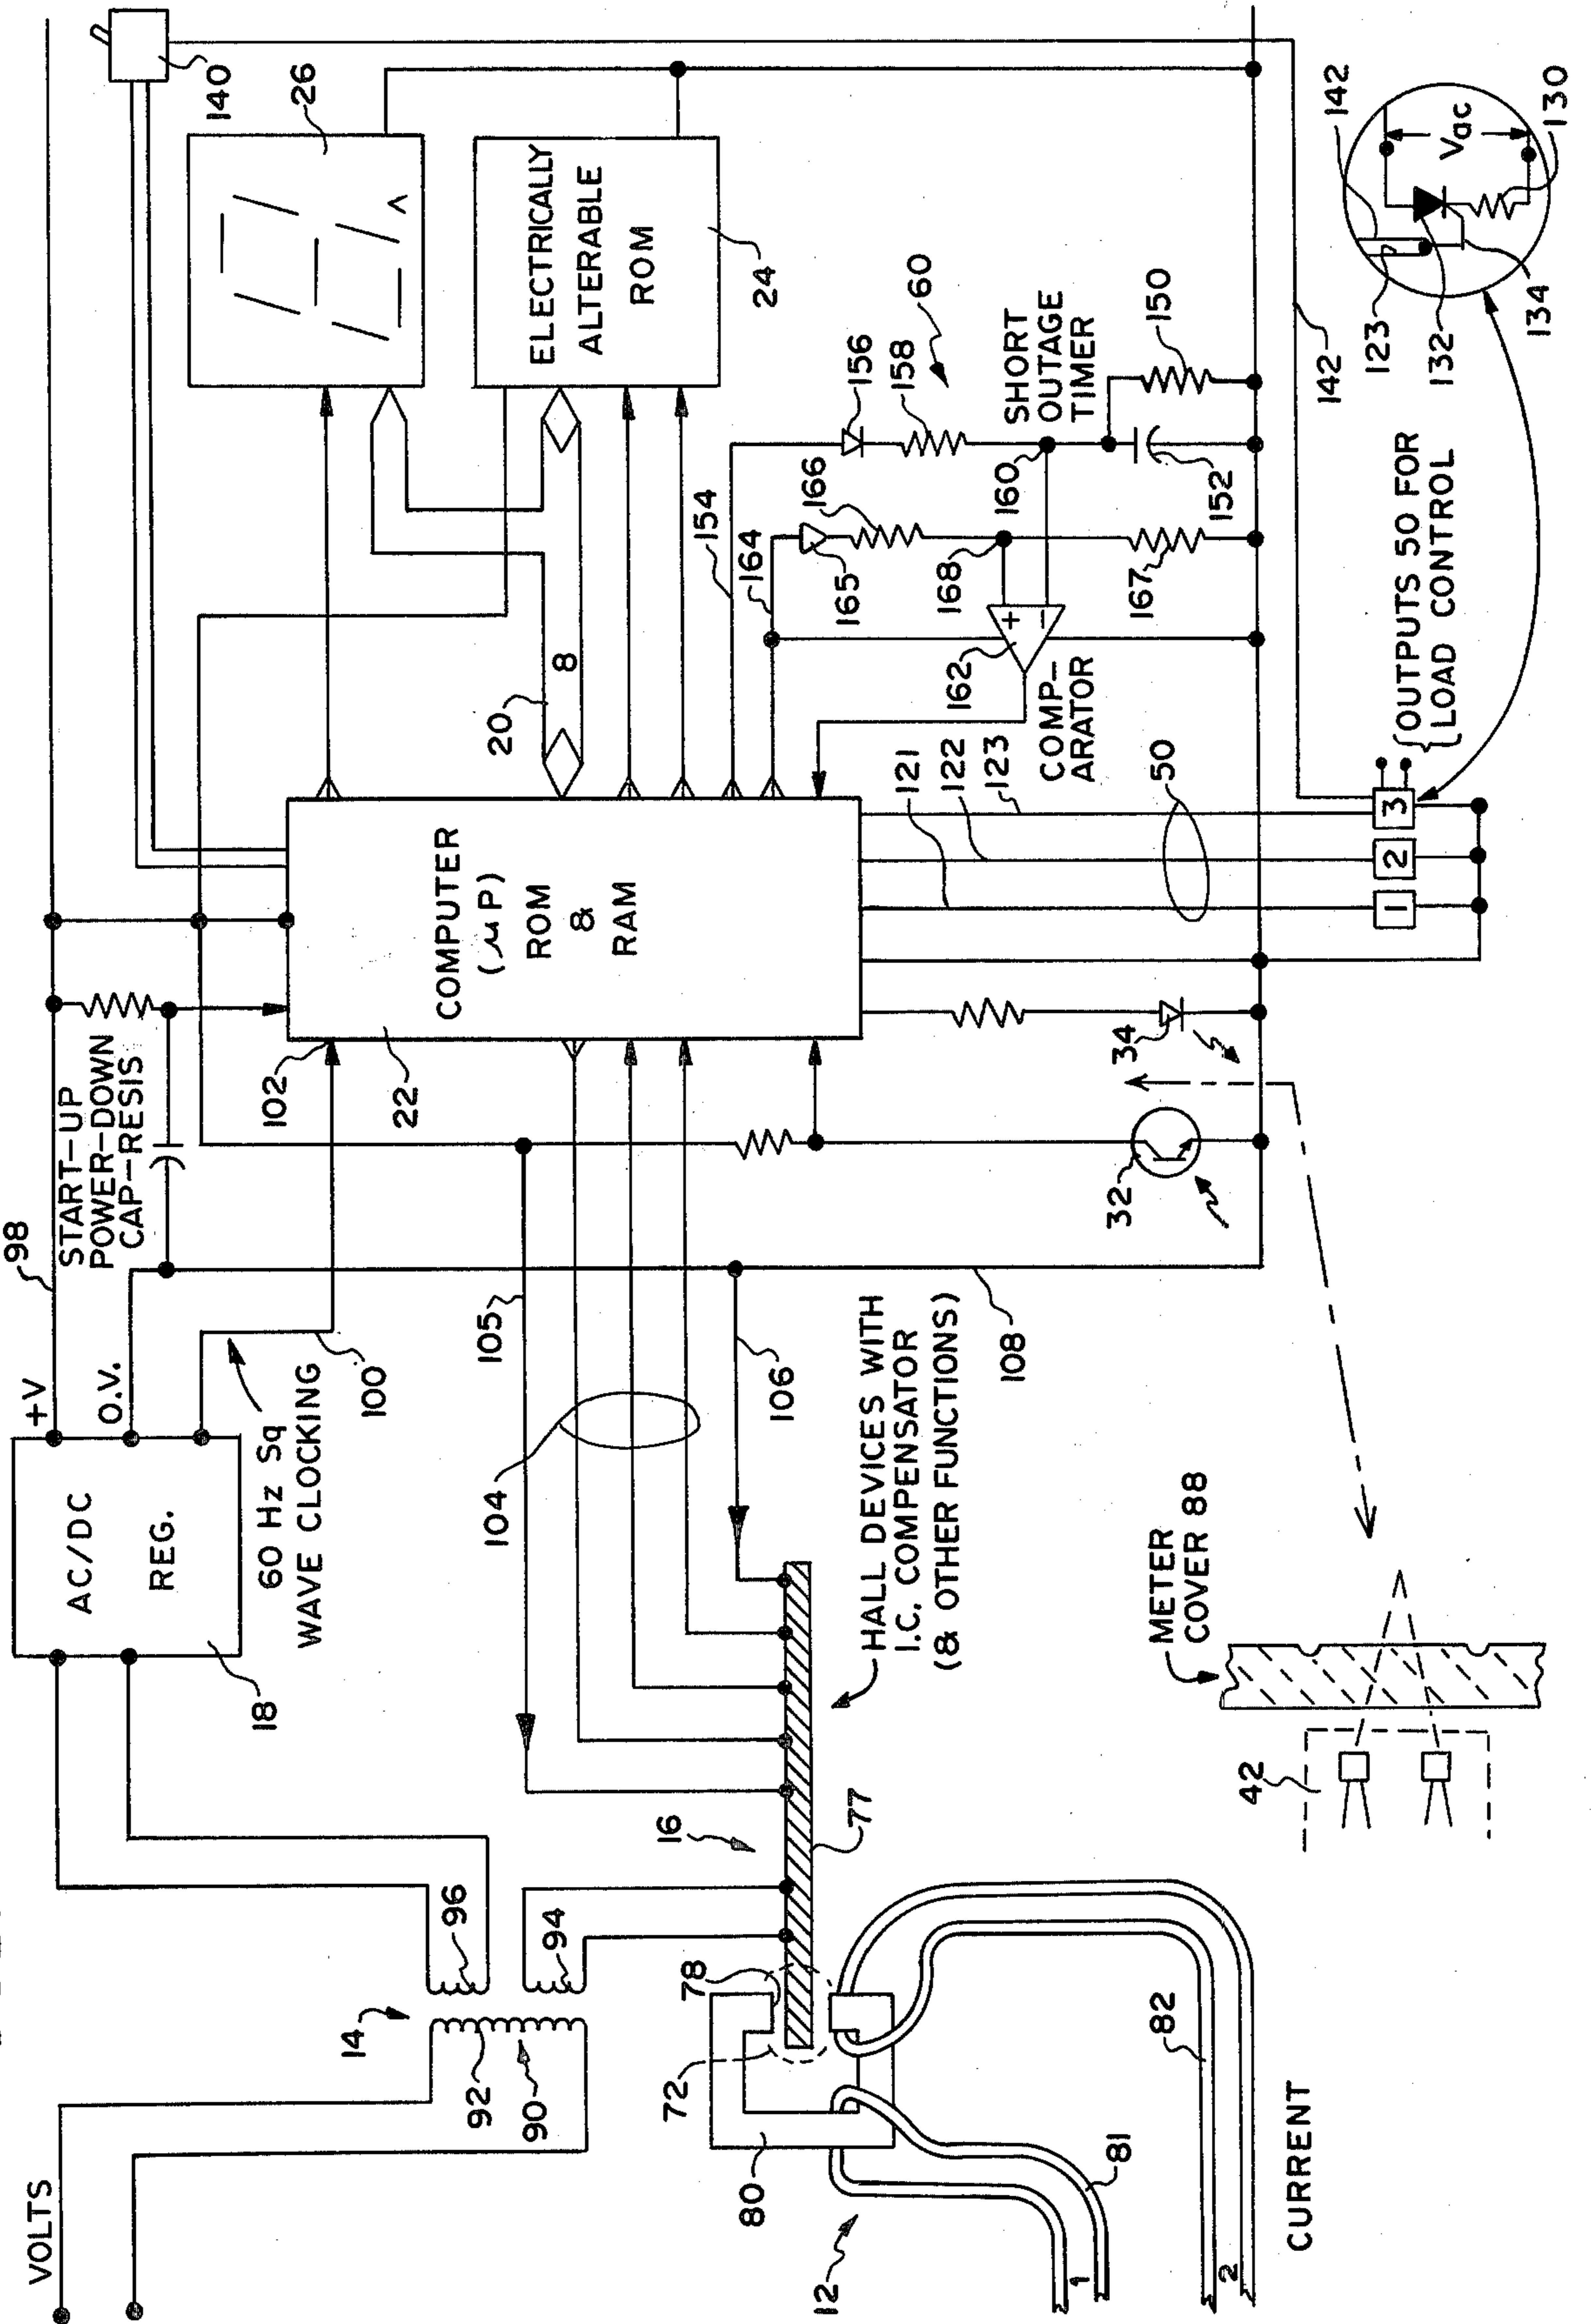 VOLTS
14
92
90
96
94
AC/DC
REG.
18
+V
O.V.
98
60 Hz Sq
WAVE CLOCKING
100
START-UP
POWER-DOWN
CAP-RESIS
102
22
COMPUTER
(μP)
ROM
&
RAM
140
26
ELECTRICALLY
ALTERABLE
ROM
24
20
8
105
104
106
108
16
77
78
72
80
12
81
82
1
2
CURRENT
HALL DEVICES WITH
I.C. COMPENSATOR
(& OTHER FUNCTIONS)
METER
COVER 88
42
32
34
154
164
156
158
60
165
166
168
160
SHORT
OUTAGE
TIMER
150
152
167
162
+
−
COMP-
ARATOR
121
122
123
50
1
2
3
OUTPUTS 50 FOR
LOAD CONTROL
142
142
123
132
134
130
Vac